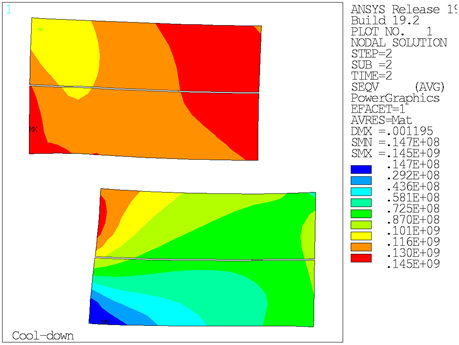 1
ANSYS Release 19
Build 19.2
PLOT NO. 1
NODAL SOLUTION
STEP=2
SUB =2
TIME=2
SEQV (AVG)
PowerGraphics
EFACET=1
AVRES=Mat
DMX =.001195
SMN =.147E+08
SMX =.145E+09
.147E+08
.292E+08
.436E+08
.581E+08
.725E+08
.870E+08
.101E+09
.116E+09
.130E+09
.145E+09
Cool-down